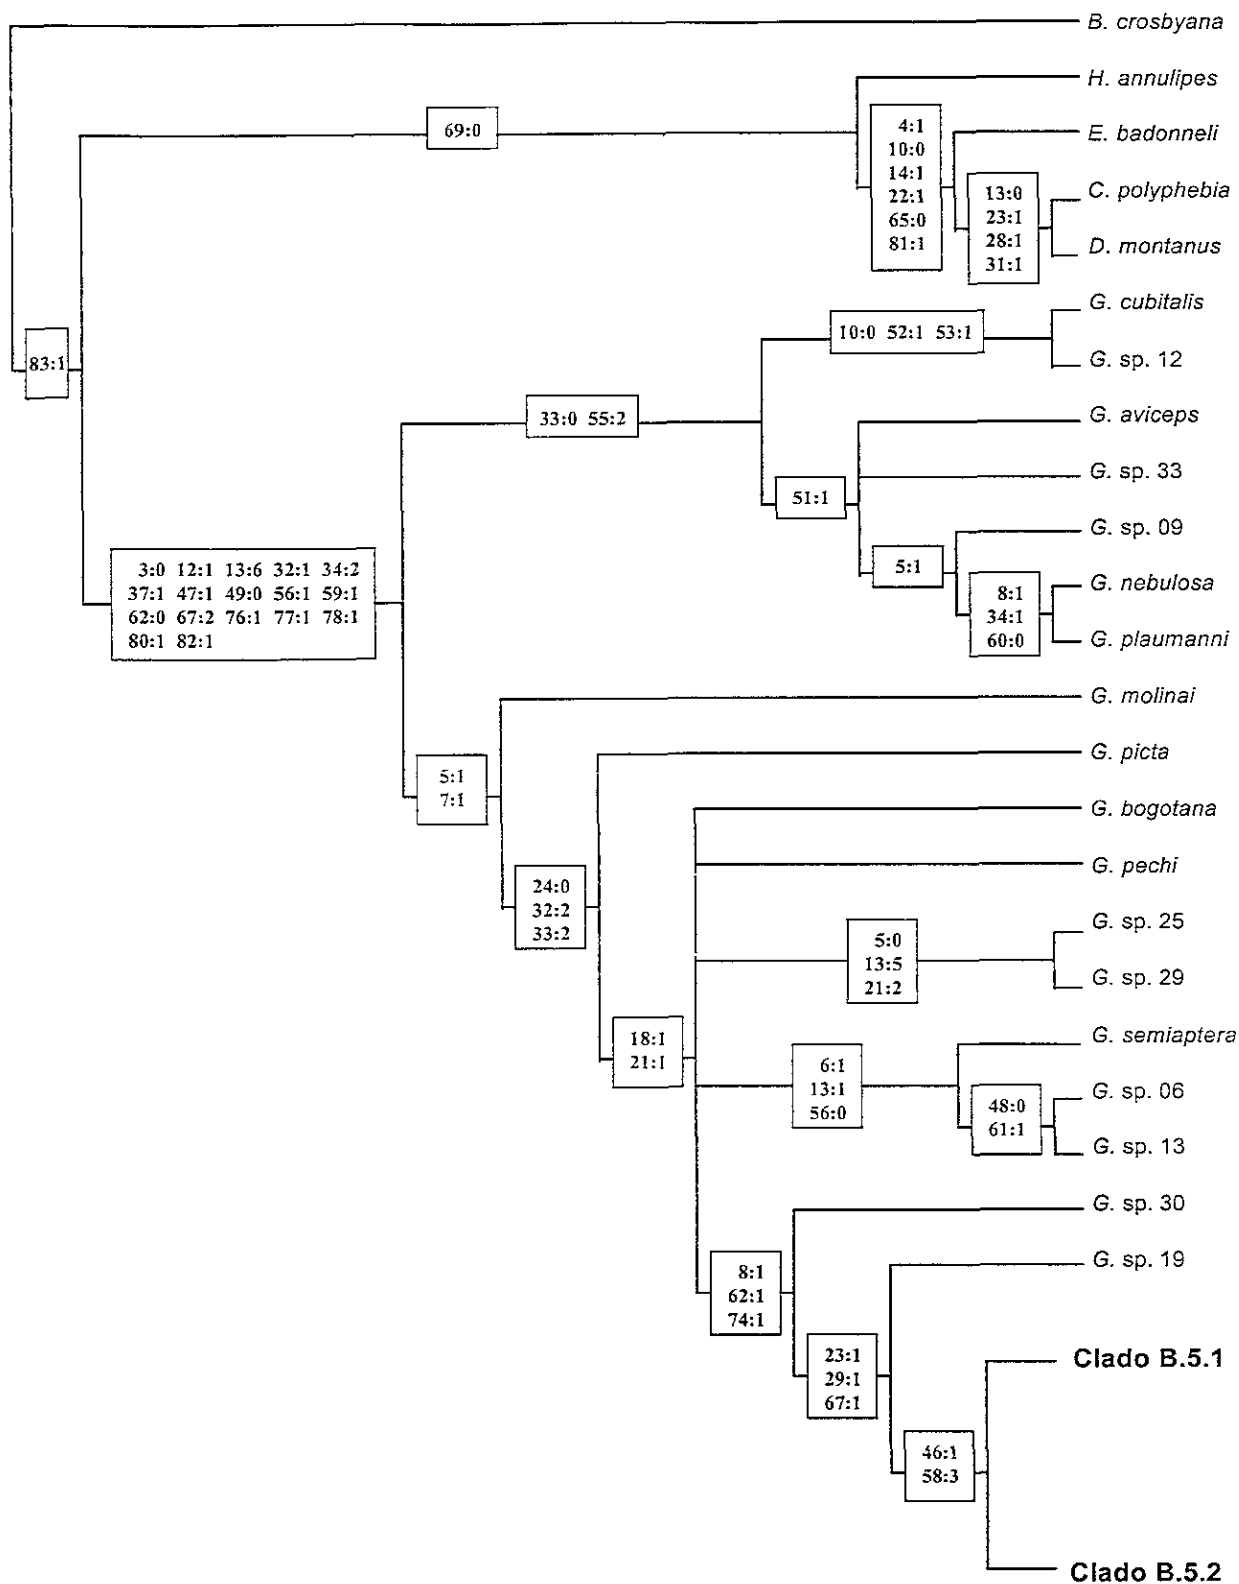 B. crosbyana
H. annulipes
69:0
4:1
10:0
14:1
22:1
65:0
81:1
E. badonneli
13:0
23:1
28:1
31:1
C. polyphebia
D. montanus
G. cubitalis
10:0 52:1 53:1
G. sp. 12
83:1
33:0 55:2
G. aviceps
G. sp. 33
51:1
G. sp. 09
5:1
8:1
34:1
60:0
G. nebulosa
G. plaumanni
3:0 12:1 13:6 32:1 34:2
37:1 47:1 49:0 56:1 59:1
62:0 67:2 76:1 77:1 78:1
80:1 82:1
G. molinai
5:1
7:1
G. picta
G. bogotana
24:0
32:2
33:2
G. pechi
G. sp. 25
5:0
13:5
21:2
G. sp. 29
18:1
21:1
G. semiaptera
6:1
13:1
56:0
G. sp. 06
48:0
61:1
G. sp. 13
G. sp. 30
8:1
62:1
74:1
G. sp. 19
23:1
29:1
67:1
Clado B.5.1
46:1
58:3
Clado B.5.2